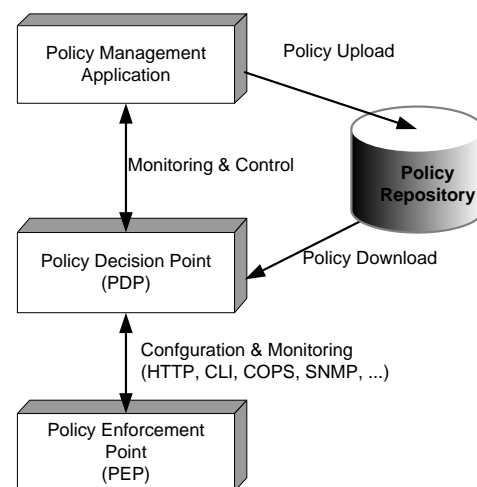 Policy Management
Application
Policy Upload
Monitoring & Control
Policy
Repository
Policy Decision Point
(PDP)
Policy Download
Confguration & Monitoring
(HTTP, CLI, COPS, SNMP, ...)
Policy Enforcement
Point
(PEP)